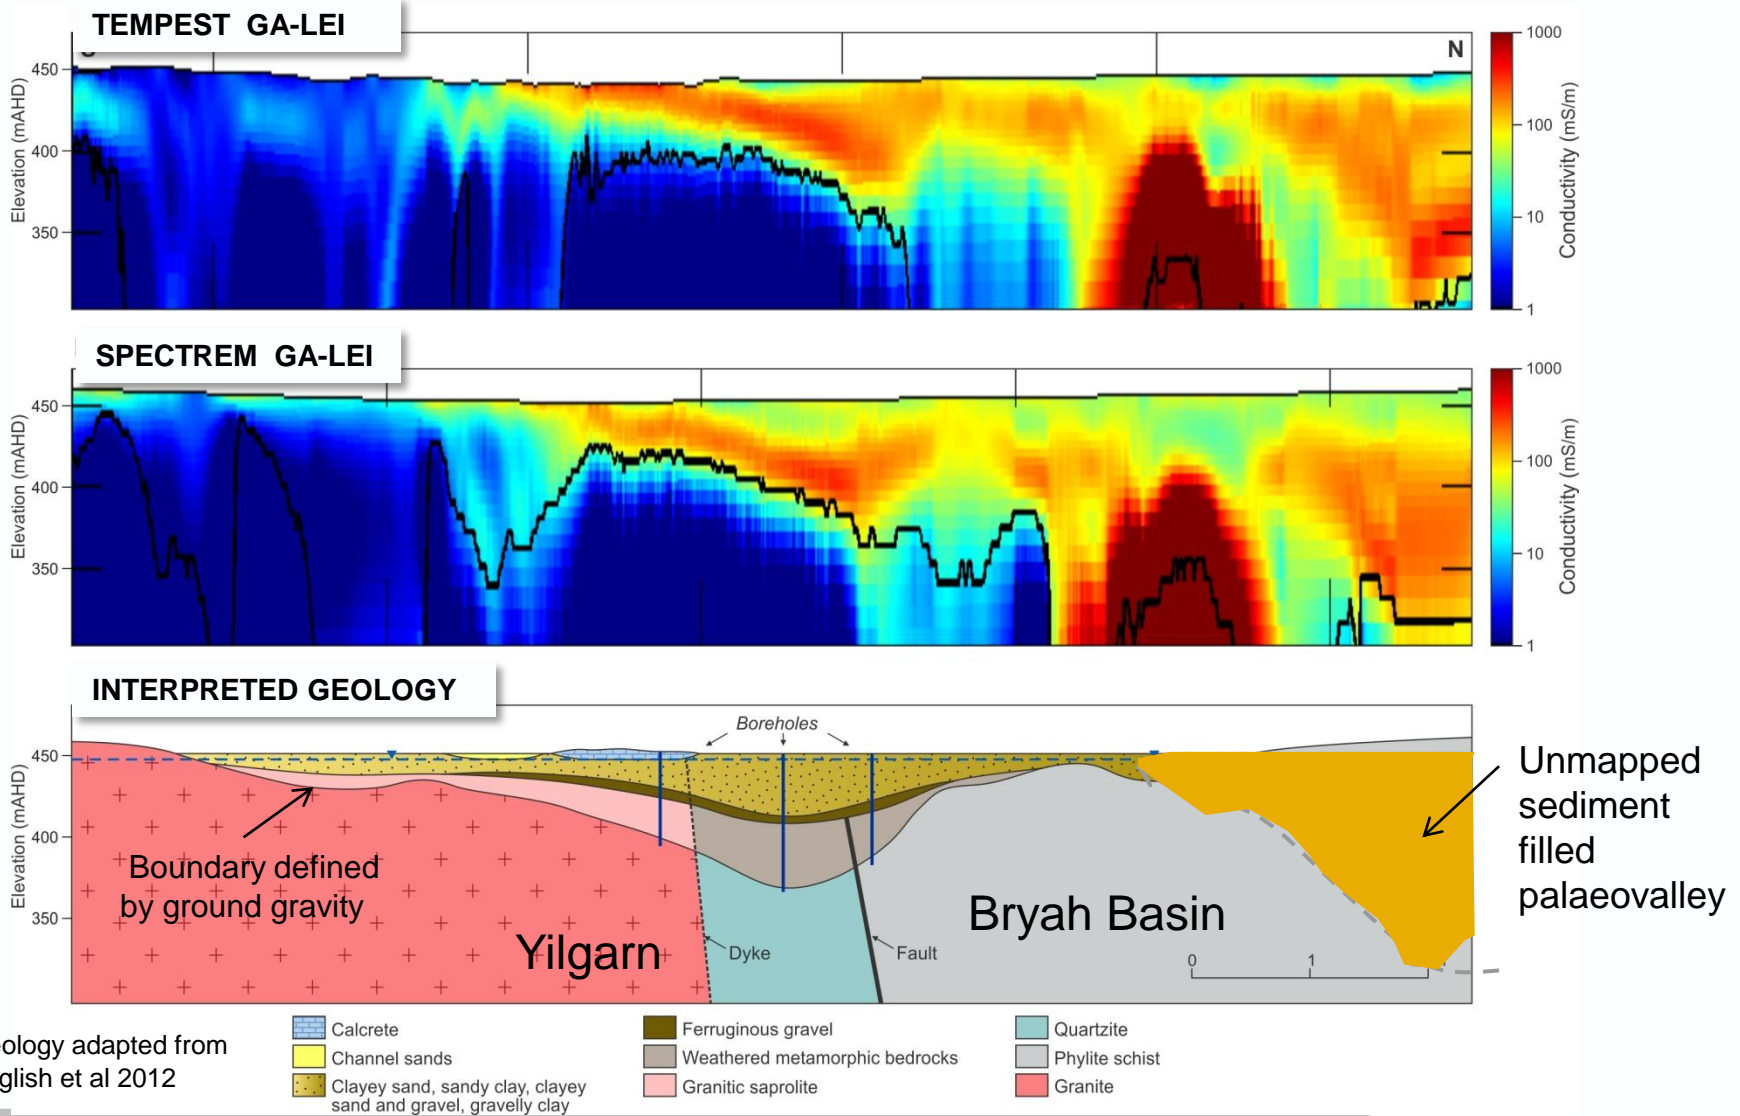 TEMPEST GA-LEI
N
Elevation (mAHD)
450
400
350
1000
100
10
1
Conductivity (mS/m)
SPECTREM GA-LEI
Elevation (mAHD)
450
400
350
1000
100
10
1
Conductivity (mS/m)
INTERPRETED GEOLOGY
Elevation (mAHD)
450
400
350
Boreholes
Boundary defined
by ground gravity
Yilgarn
Dyke
Fault
Bryah Basin
0 1
Unmapped
sediment
filled
palaeovalley
Calcrete
Channel sands
Clayey sand, sandy clay, clayey
sand and gravel, gravelly clay
Ferruginous gravel
Weathered metamorphic bedrocks
Granitic saprolite
Quartzite
Phylite schist
Granite
eology adapted from
glish et al 2012